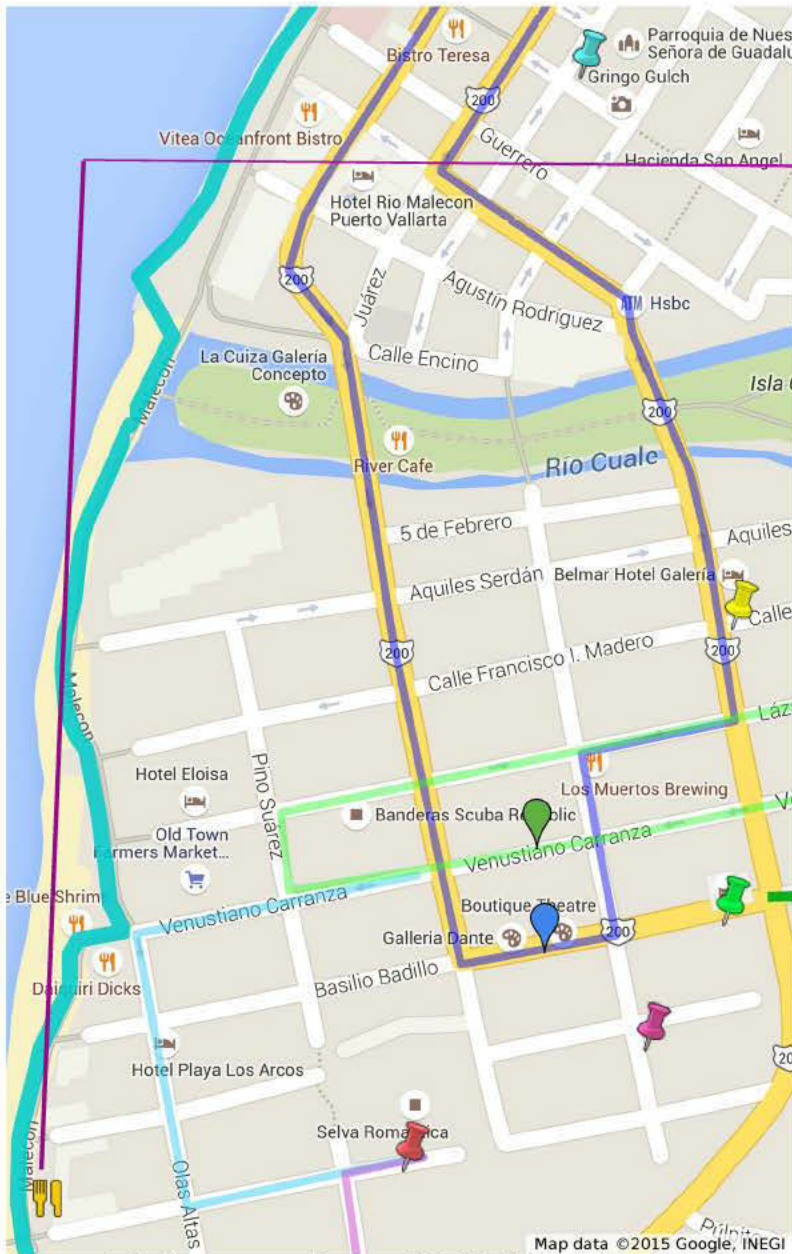 Parroquia de Nues
Señora de Guadalu
Bistro Teresa
Gringo Gulch
200
Vitea Oceanfront Bistro
Guerrero
Hacienda San Angel
Hotel Rio Malecon
Puerto Vallarta
200
Juárez
Agustín Rodriguez
ATM Hsbc
La Cuiza Galería
Concepto
Calle Encino
Malecon
Isla
200
River Cafe
Río Cuale
5 de Febrero
Aquiles
Aquiles Serdán
Belmar Hotel Galería
Calle
200
200
Calle Francisco I. Madero
Malecon
Láz
Pino Suárez
Hotel Eloisa
Los Muertos Brewing
Banderas Scuba Republic
Old Town
Farmers Market...
Venustiano Carranza
Ve
e Blue Shrimp
Venustiano Carranza
Boutique Theatre
Galleria Dante
200
Basilio Badillo
Daiquiri Dicks
Hotel Playa Los Arcos
20
Selva Romantica
Malecon
Olas Altas
Púlpito
Map data ©2015 Google, INEGI